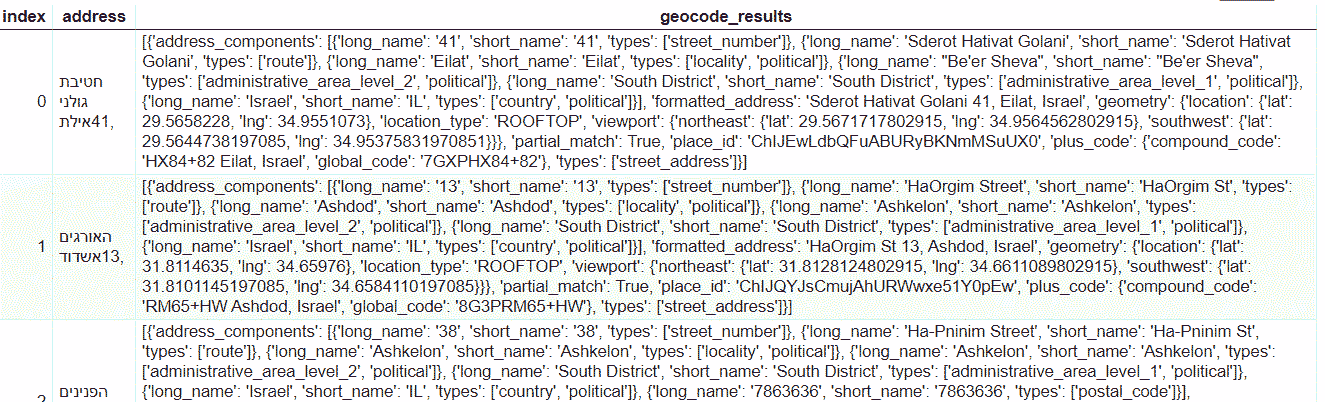 index address geocode_results
[{'address_components': [{'long_name': '41', 'short_name': '41', 'types': ['street_number']}, {'long_name': 'Sderot Hativat Golani', 'short_name': 'Sderot Hativat
Golani', 'types': ['route']}, {'long_name': 'Eilat', 'short_name': 'Eilat', 'types': ['locality', 'political']}, {'long_name': "Be'er Sheva", 'short_name': "Be'er Sheva",
'types': ['administrative_area_level_2', 'political']}, {'long_name': 'South District', 'short_name': 'South District', 'types': ['administrative_area_level_1', 'political']},
{'long_name': 'Israel', 'short_name': 'IL', 'types': ['country', 'political']}], 'formatted_address': 'Sderot Hativat Golani 41, Eilat, Israel', 'geometry': {'location': {'lat':
29.5658228, 'lng': 34.9551073}, 'location_type': 'ROOFTOP', 'viewport': {'northeast': {'lat': 29.5671717802915, 'lng': 34.9564562802915}, 'southwest': {'lat':
29.5644738197085, 'lng': 34.95375831970851}}}, 'partial_match': True, 'place_id': 'ChIJEwLdbQFuABURyBKNmMSuUX0', 'plus_code': {'compound_code':
'HX84+82 Eilat, Israel', 'global_code': '7GXPHX84+82'}, 'types': ['street_address']}]
0
חטיבת
גולני
41אילת,
[{'address_components': [{'long_name': '13', 'short_name': '13', 'types': ['street_number']}, {'long_name': 'HaOrgim Street', 'short_name': 'HaOrgim St', 'types':
['route']}, {'long_name': 'Ashdod', 'short_name': 'Ashdod', 'types': ['locality', 'political']}, {'long_name': 'Ashkelon', 'short_name': 'Ashkelon', 'types':
['administrative_area_level_2', 'political']}, {'long_name': 'South District', 'short_name': 'South District', 'types': ['administrative_area_level_1', 'political']},
{'long_name': 'Israel', 'short_name': 'IL', 'types': ['country', 'political']}], 'formatted_address': 'HaOrgim St 13, Ashdod, Israel', 'geometry': {'location': {'lat':
31.8114635, 'lng': 34.65976}, 'location_type': 'ROOFTOP', 'viewport': {'northeast': {'lat': 31.8128124802915, 'lng': 34.6611089802915}, 'southwest': {'lat':
31.8101145197085, 'lng': 34.6584110197085}}}, 'partial_match': True, 'place_id': 'ChIJQYJsCmujAhURWwxe51Y0pEw', 'plus_code': {'compound_code':
'RM65+HW Ashdod, Israel', 'global_code': '8G3PRM65+HW'}, 'types': ['street_address']}]
1
האורגים
13אשדוד,
[{'address_components': [{'long_name': '38', 'short_name': '38', 'types': ['street_number']}, {'long_name': 'Ha-Pninim Street', 'short_name': 'Ha-Pninim St',
'types': ['route']}, {'long_name': 'Ashkelon', 'short_name': 'Ashkelon', 'types': ['locality', 'political']}, {'long_name': 'Ashkelon', 'short_name': 'Ashkelon', 'types':
['administrative_area_level_2', 'political']}, {'long_name': 'South District', 'short_name': 'South District', 'types': ['administrative_area_level_1', 'political']},
{'long_name': 'Israel', 'short_name': 'IL', 'types': ['country', 'political']}, {'long_name': '7863636', 'short_name': '7863636', 'types': ['postal_code']}],
2
הפנינים